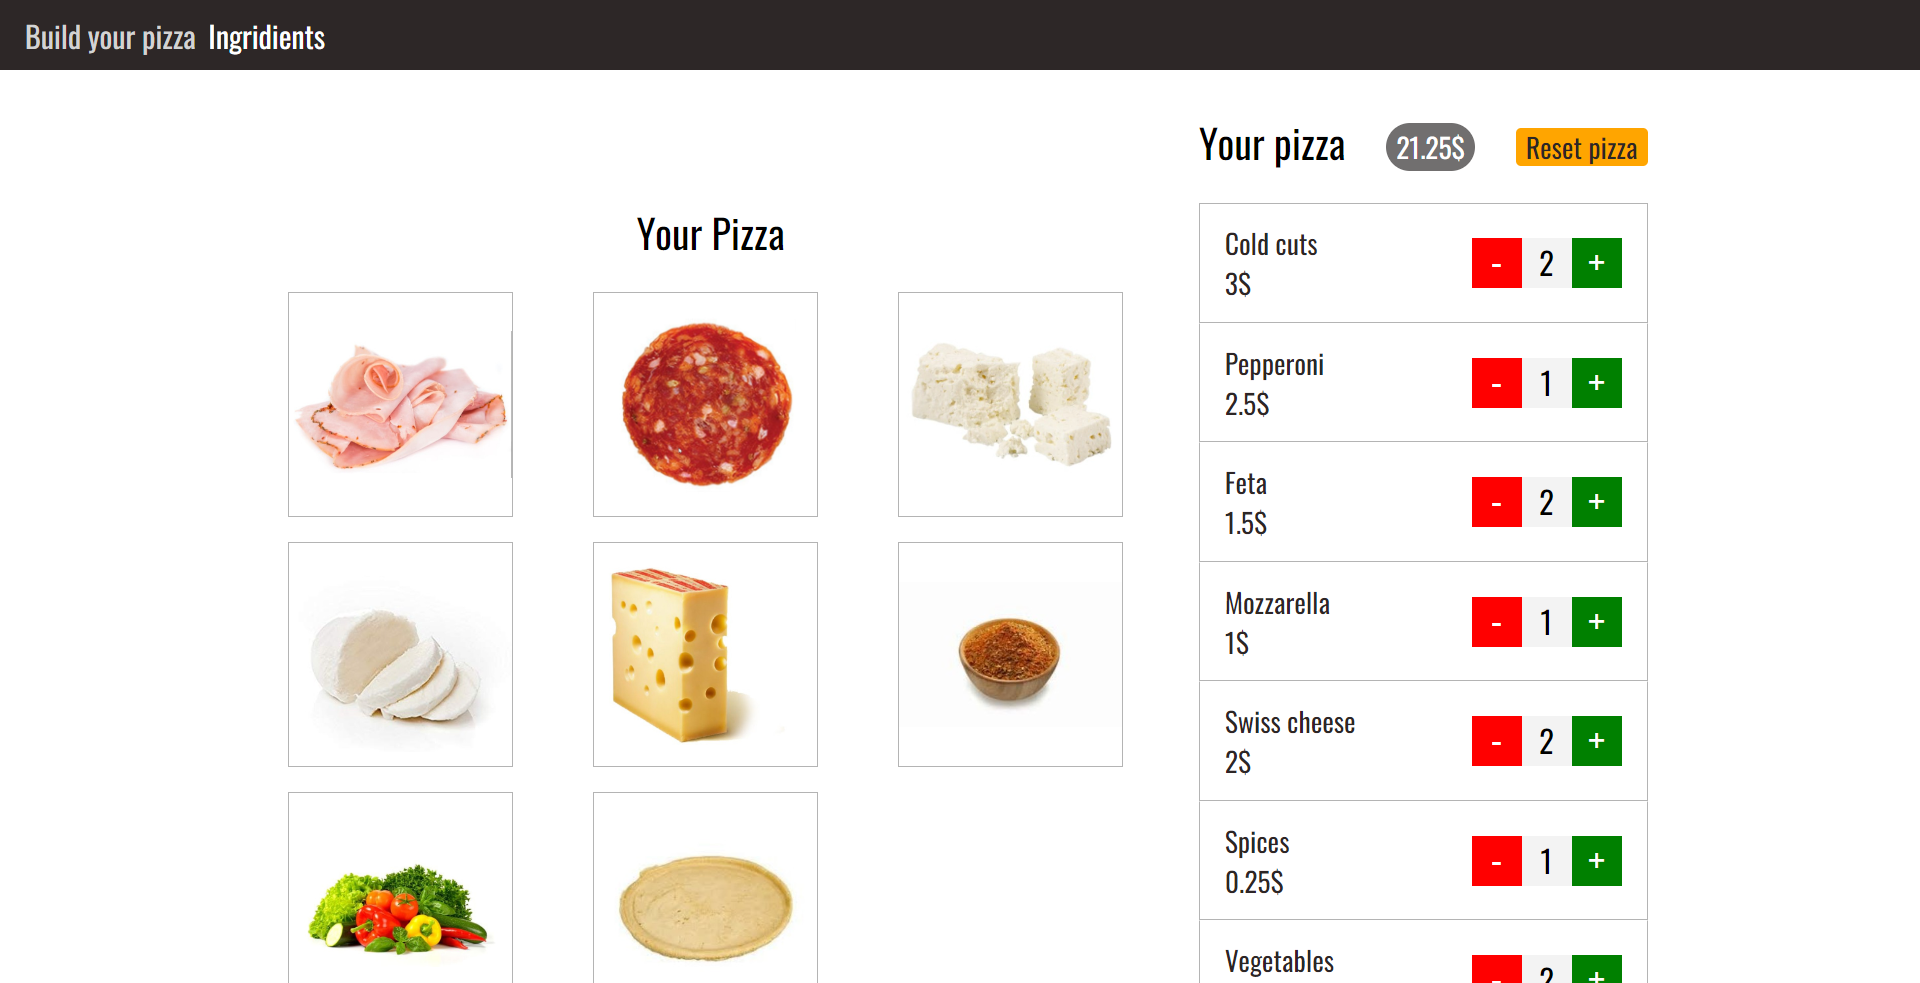 Build your pizza Ingridients
Your pizza 21.25$ Reset pizza
Your Pizza
Cold cuts
3$
- 2 +
Pepperoni
2.5$
- 1 +
Feta
1.5$
- 2 +
Mozzarella
1$
- 1 +
Swiss cheese
2$
- 2 +
Spices
0.25$
- 1 +
Vegetables
- 2 +